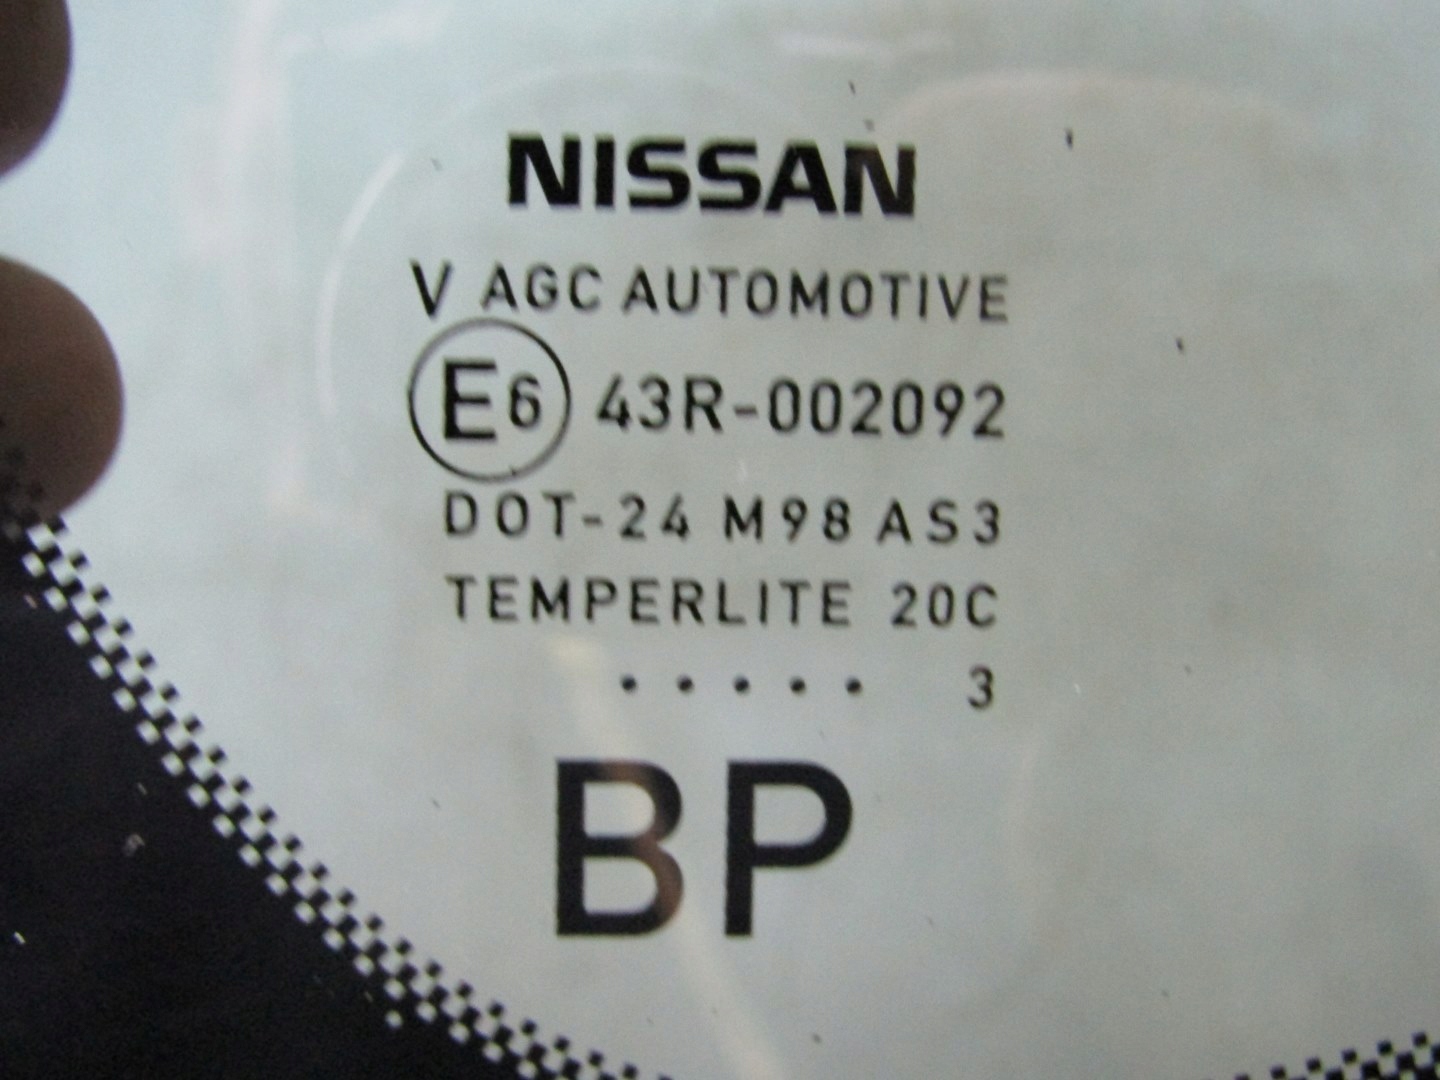 NISSAN
V AGC AUTOMOTIVE
E6 43R-002092
DOT-24 M98 AS3
TEMPERLITE 20C
. . . . . 3
BP